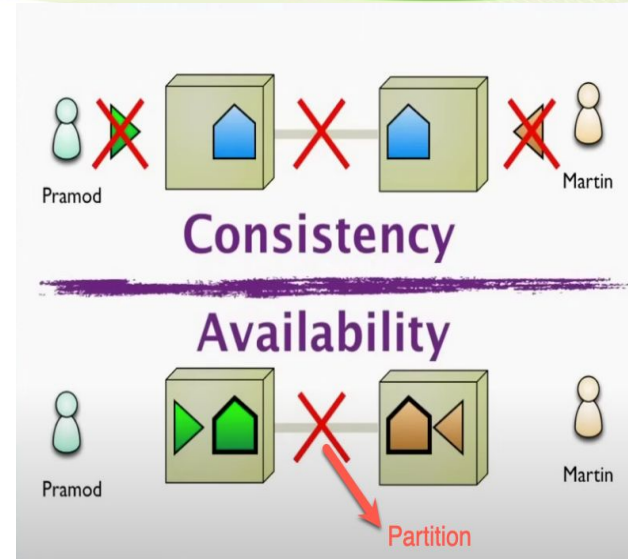 Pramod
Martin
Consistency
Availability
Pramod
Martin
Partition